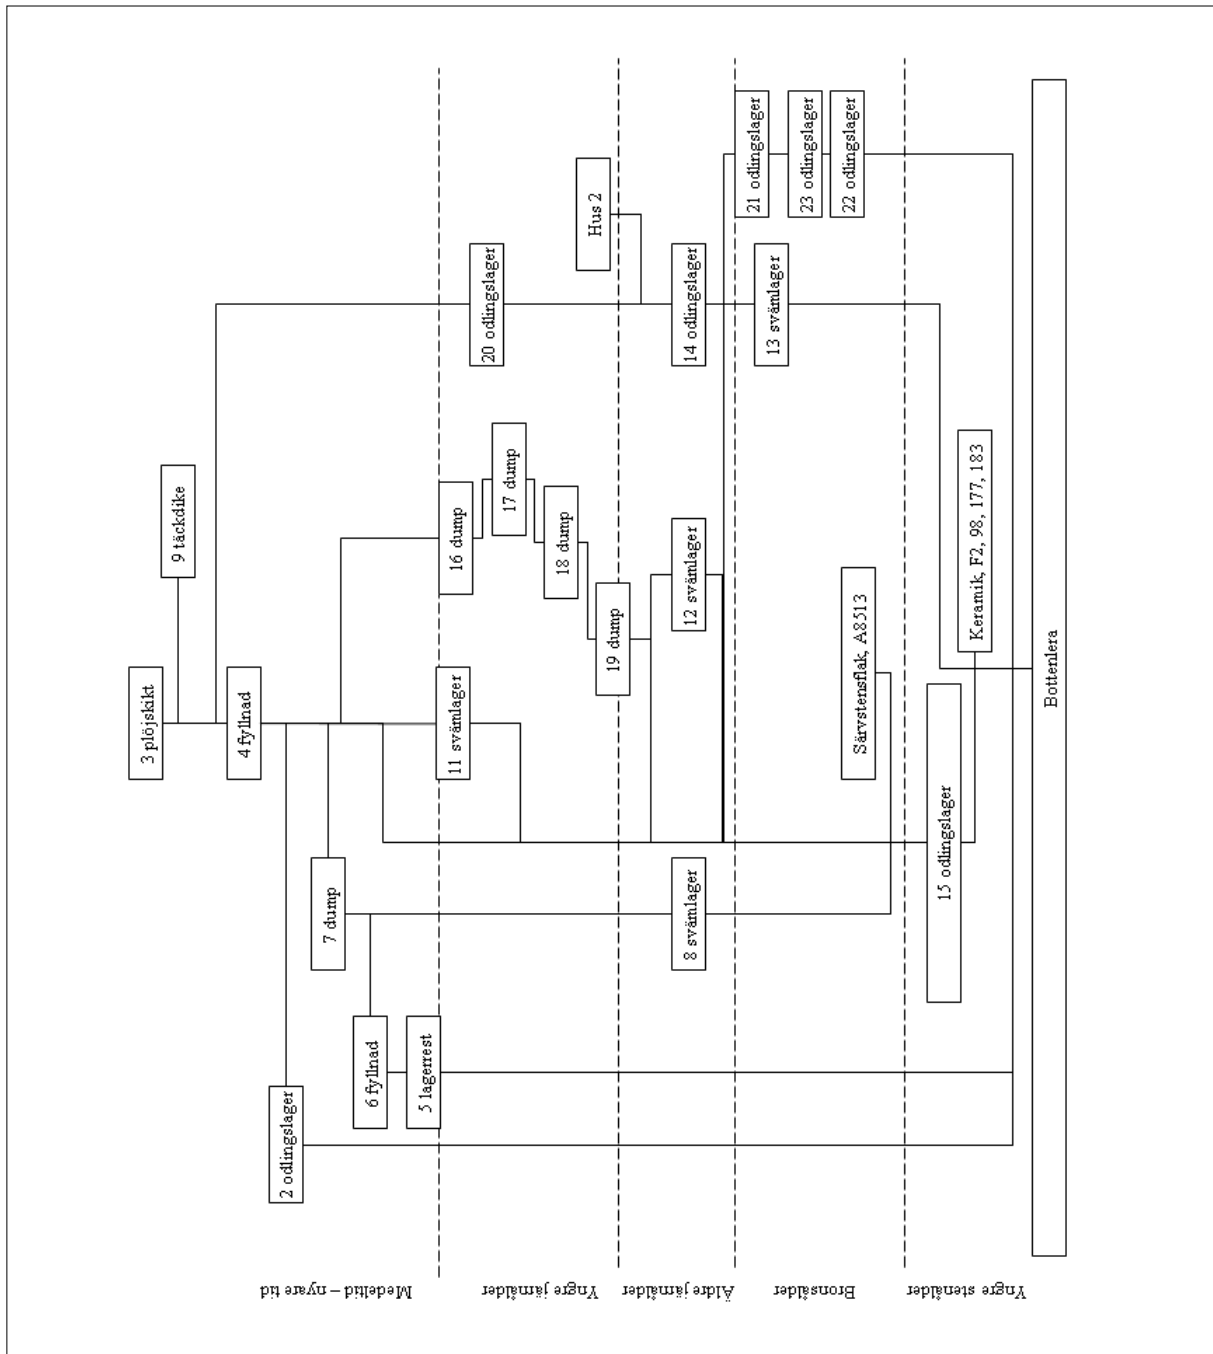 3 plöjskikt
9 täckdike
4 fyllnad
2 odlingslager
7 dump
6 fyllnad
5 lagerrest
11 svämlager
16 dump
20 odlingslager
17 dump
18 dump
Hus 2
19 dump
8 svämlager
12 svämlager
14 odlingslager
21 odlingslager
13 svämlager
23 odlingslager
22 odlingslager
Särvstensflak, A8513
15 odlingslager
Keramik, F2, 98, 177, 183
Bottenlera
Medeltid – nyare tid
Yngre järnålder
Äldre järnålder
Bronsålder
Yngre stenålder